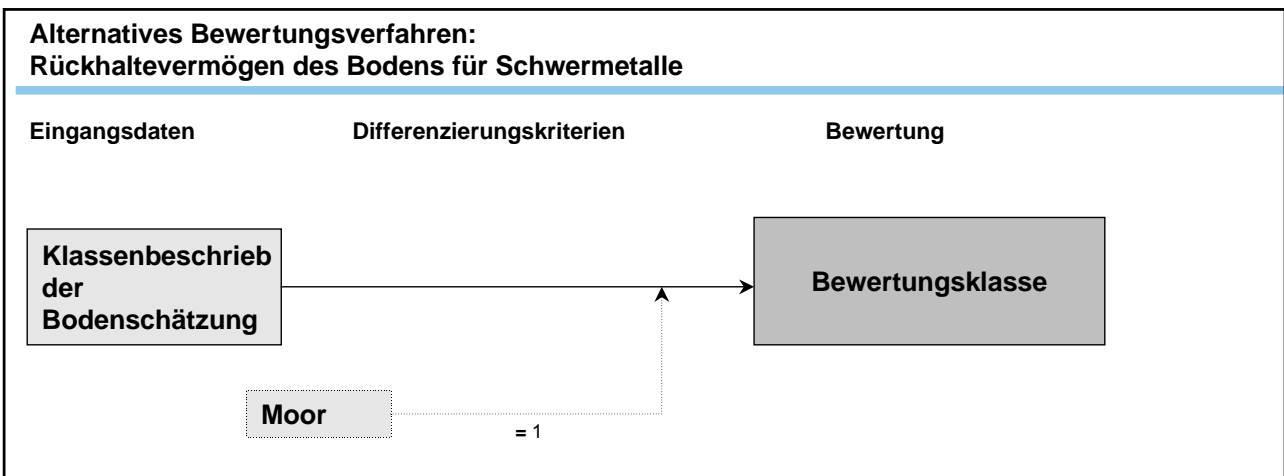 Alternatives Bewertungsverfahren:
Rückhaltevermögen des Bodens für Schwermetalle
Eingangsdaten Differenzierungskriterien Bewertung
Klassenbeschrieb
der
Bodenschätzung
Bewertungsklasse
Moor
= 1